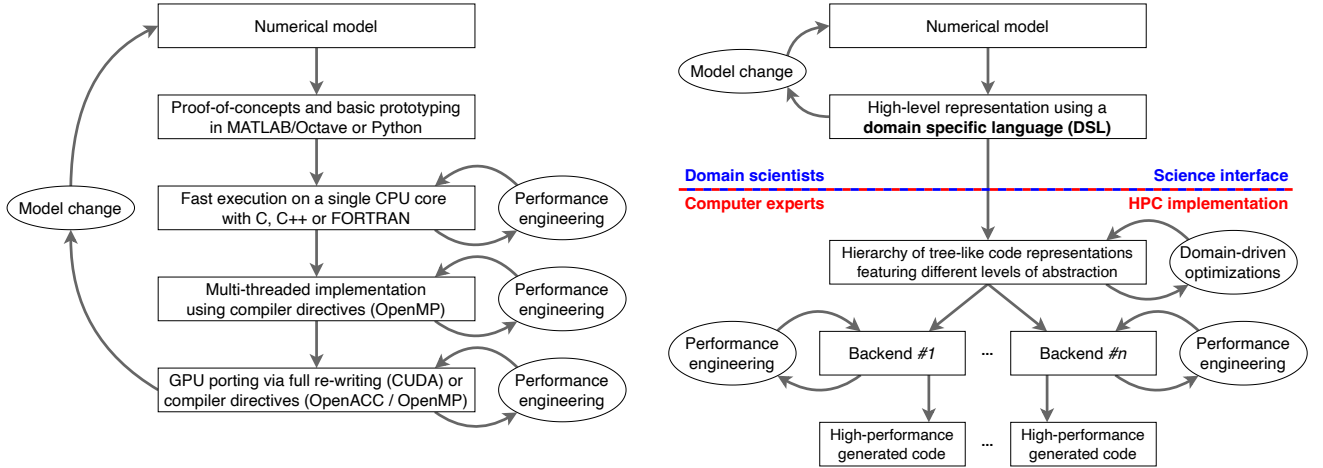 Numerical model
Proof-of-concepts and basic prototyping
in MATLAB/Octave or Python
Fast execution on a single CPU core
with C, C++ or FORTRAN
Performance
engineering
Model change
Multi-threaded implementation
using compiler directives (OpenMP)
Performance
engineering
GPU porting via full re-writing (CUDA) or
compiler directives (OpenACC / OpenMP)
Performance
engineering
Numerical model
Model change
High-level representation using a
domain specific language (DSL)
Domain scientists
Science interface
Computer experts
HPC implementation
Hierarchy of tree-like code representations
featuring different levels of abstraction
Domain-driven
optimizations
Performance
engineering
Backend #1
...
Backend #n
Performance
engineering
High-performance
generated code
...
High-performance
generated code